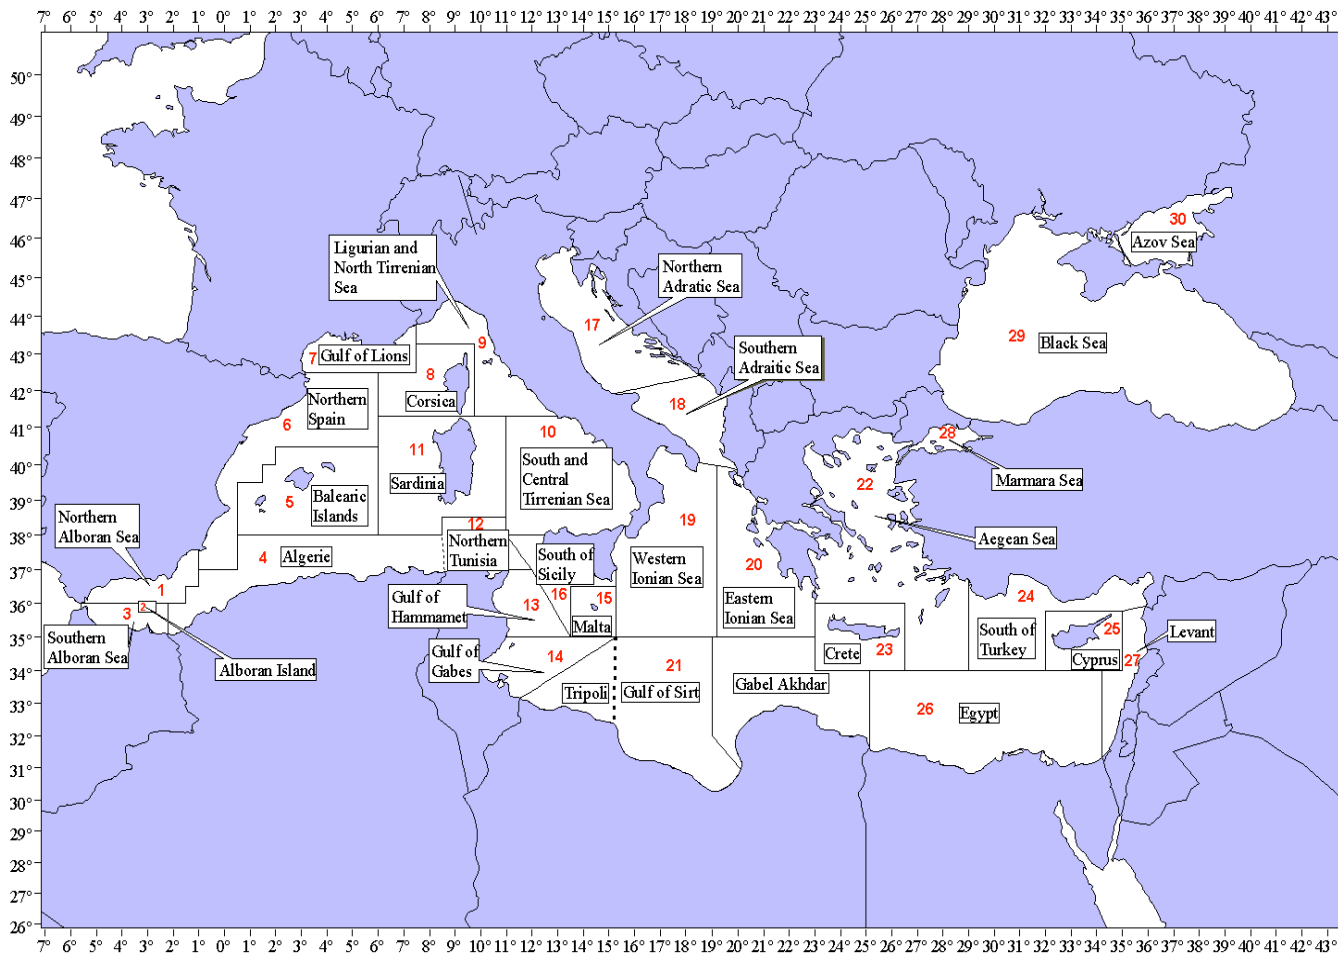 7° 6° 5° 4° 3° 2° 1° 0° 1° 2° 3° 4° 5° 6° 7° 8° 9° 10° 11° 12° 13° 14° 15° 16° 17° 18° 19° 20° 21° 22° 23° 24° 25° 26° 27° 28° 29° 30° 31° 32° 33° 34° 35° 36° 37° 38° 39° 40° 41° 42° 43°
50°
49°
48°
47°
46°
45°
44°
43°
42°
41°
40°
39°
38°
37°
36°
35°
34°
33°
32°
31°
30°
29°
28°
27°
26°
30
Azov Sea
Ligurian and
North Tirrenian
Sea
Northern
Adratic Sea
17
29
Black Sea
9
7
Gulf of Lions
Southern
Adraitic Sea
8
Corsica
18
Northern
Spain
6
10
28
11
Sardinia
South and
Central
Tirrenian Sea
Marmara Sea
22
5
Balearic
Islands
Northern
Alboran Sea
12
19
Aegean Sea
4
Algerie
Northern
Tunisia
South of
Sicily
Western
Ionian Sea
20
1
2
3
Gulf of
Hammamet
13
16
15
Malta
Eastern
Ionian Sea
24
Southern
Alboran Sea
Alboran Island
Gulf of
Gabes
14
21
Crete
23
South of
Turkey
25
Cyprus
Levant
27
Tripoli
Gulf of Sirt
Gabel Akhdar
26
Egypt
7° 6° 5° 4° 3° 2° 1° 0° 1° 2° 3° 4° 5° 6° 7° 8° 9° 10° 11° 12° 13° 14° 15° 16° 17° 18° 19° 20° 21° 22° 23° 24° 25° 26° 27° 28° 29° 30° 31° 32° 33° 34° 35° 36° 37° 38° 39° 40° 41° 42° 43°